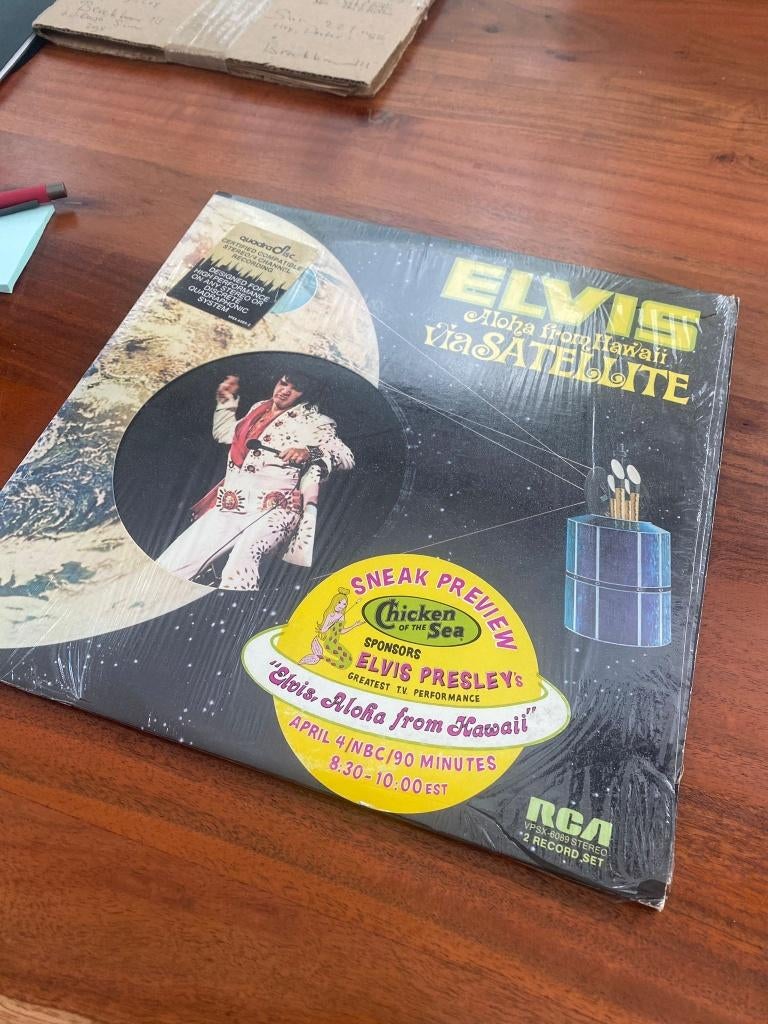 quadradisc
CERTIFIED COMPATIBLE
STEREO/4 CHANNEL
RECORDING
DESIGNED FOR
HIGH PERFORMANCE
ON ANY STEREO OR
DISCRETE
QUADRAPHONIC
SYSTEM
ELVIS
Aloha from Hawaii
Via SATELLITE
SNEAK PREVIEW
Chicken
OF THE Sea
SPONSORS
ELVIS PRESLEY's
GREATEST T.V. PERFORMANCE
"Elvis, Aloha from Hawaii"
APRIL 4/NBC/90 MINUTES
8:30-10:00 EST
RCA
VPSX-6089 STEREO
2 RECORD SET